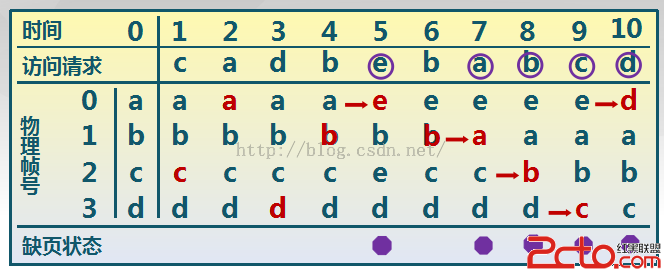 时间 0 1 2 3 4 5 6 7 8 9 10
访问请求 c a d b e b a b c d
物理帧号
0 a a a a a→e e e e e→d
1 b b b b b b b→a a a a
http://blog.csdn.net/
2 c c c c c e c c→b b b
3 d d d d d d d d d→c c
缺页状态
2cto.com
红黑联盟